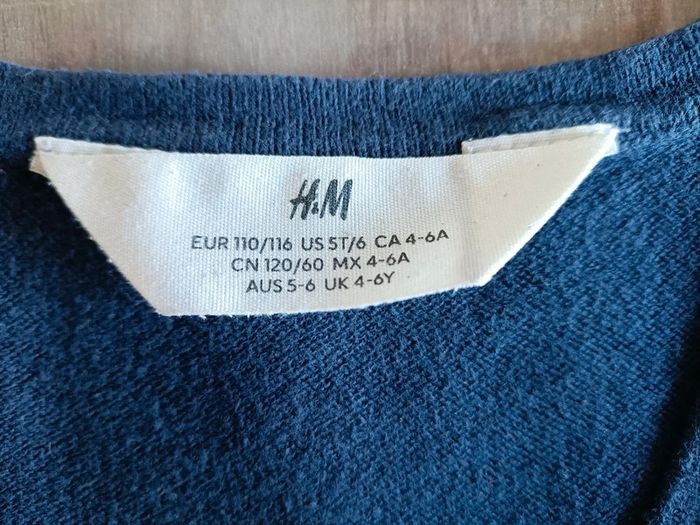 H&M
EUR 110/116 US 5T/6 CA 4-6A
CN 120/60 MX 4-6A
AUS 5-6 UK 4-6Y